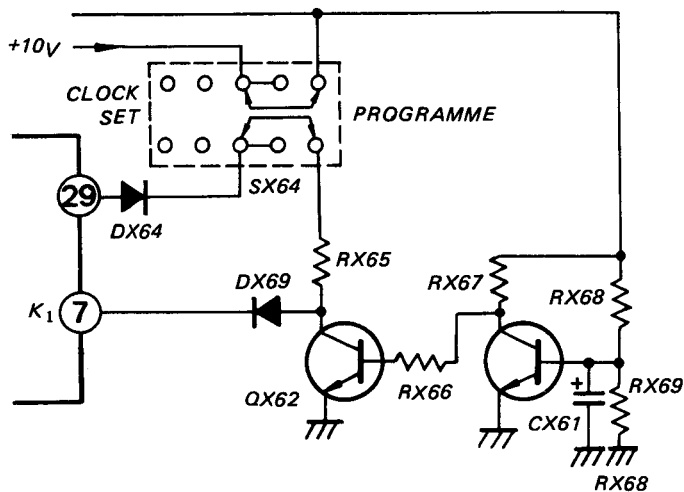 +10V
CLOCK
SET
PROGRAMME
SX64
29
DX64
RX65
DX69
RX67
RX68
K1 7
RX66
QX62
CX61
+
RX69
RX68